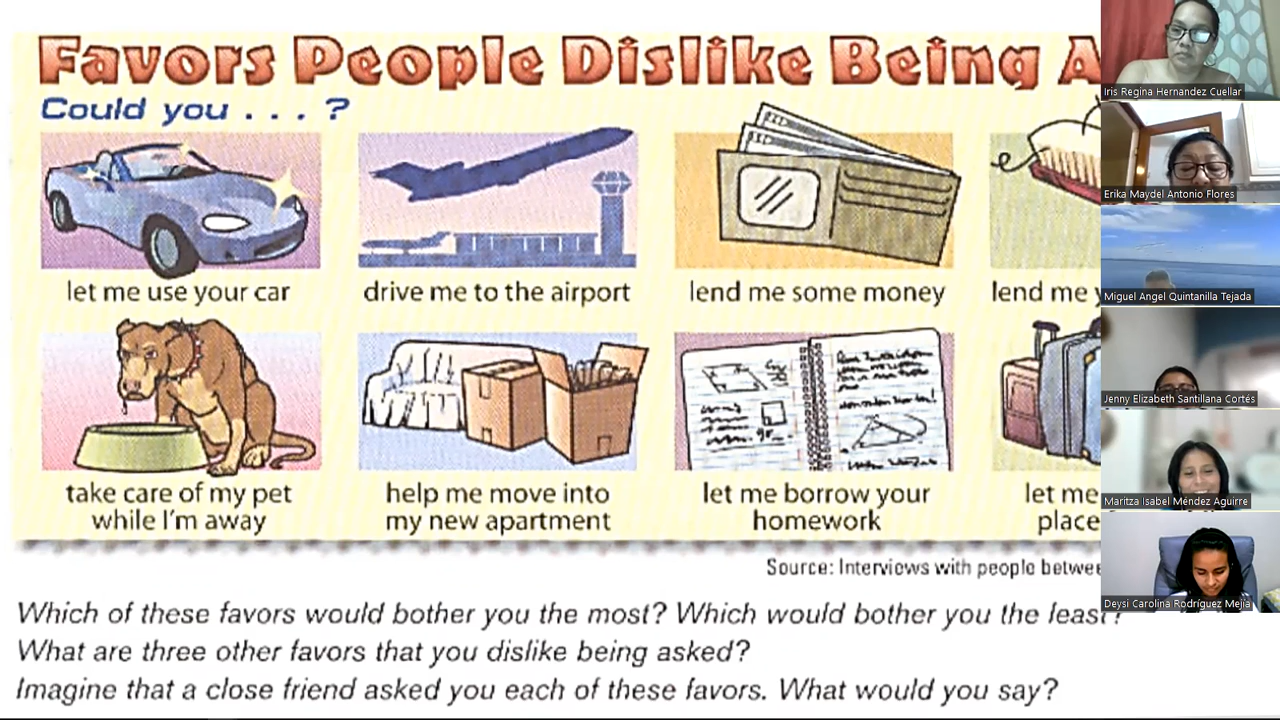 Favors People Dislike Being A
Could you . . . ?
let me use your car
drive me to the airport
lend me some money
lend me
take care of my pet
while I'm away
help me move into
my new apartment
let me borrow your
homework
let me
place
Source: Interviews with people betwee
Which of these favors would bother you the most? Which would bother you the least?
What are three other favors that you dislike being asked?
Imagine that a close friend asked you each of these favors. What would you say?
Iris Regina Hernandez Cuellar
Erika Maydel Antonio Flores
Miguel Angel Quintanilla Tejada
Jenny Elizabeth Santillana Cortés
Maritza Isabel Méndez Aguirre
Deysi Carolina Rodríguez Mejía